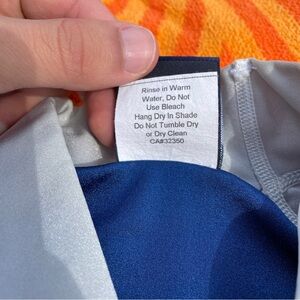 Rinse in Warm
Water, Do Not
Use Bleach
Hang Dry In Shade
Do Not Tumble Dry
or Dry Clean
CA#32350